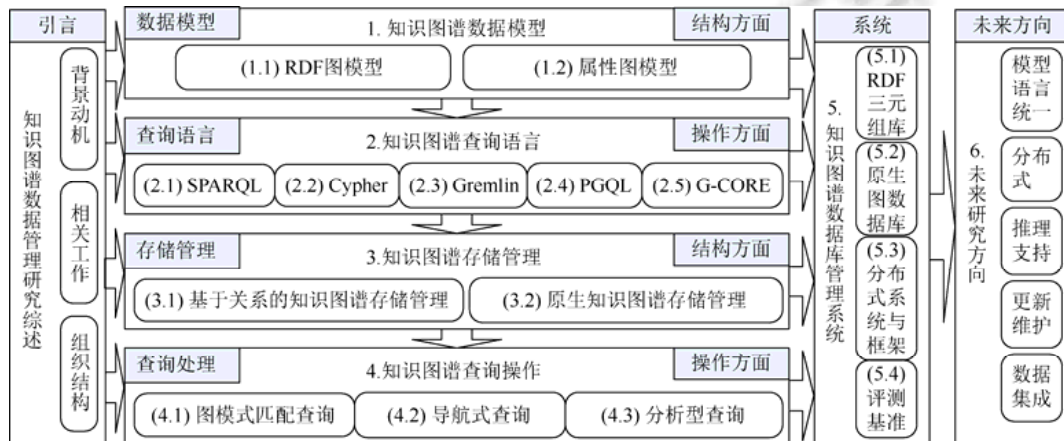 引言
知识图谱数据管理研究综述
背景动机
相关工作
组织结构
数据模型
1. 知识图谱数据模型
结构方面
(1.1) RDF图模型
(1.2) 属性图模型
查询语言
2.知识图谱查询语言
操作方面
(2.1) SPARQL
(2.2) Cypher
(2.3) Gremlin
(2.4) PGQL
(2.5) G-CORE
存储管理
3.知识图谱存储管理
结构方面
(3.1) 基于关系的知识图谱存储管理
(3.2) 原生知识图谱存储管理
查询处理
4.知识图谱查询操作
操作方面
(4.1) 图模式匹配查询
(4.2) 导航式查询
(4.3) 分析型查询
系统
5.知识图谱数据库管理系统
(5.1)
RDF
三元
组库
(5.2)
原生
图数
据库
(5.3)
分布
式系
统与
框架
(5.4)
评测
基准
未来方向
6.未来研究方向
模型
语言
统一
分布
式
推理
支持
更新
维护
数据
集成